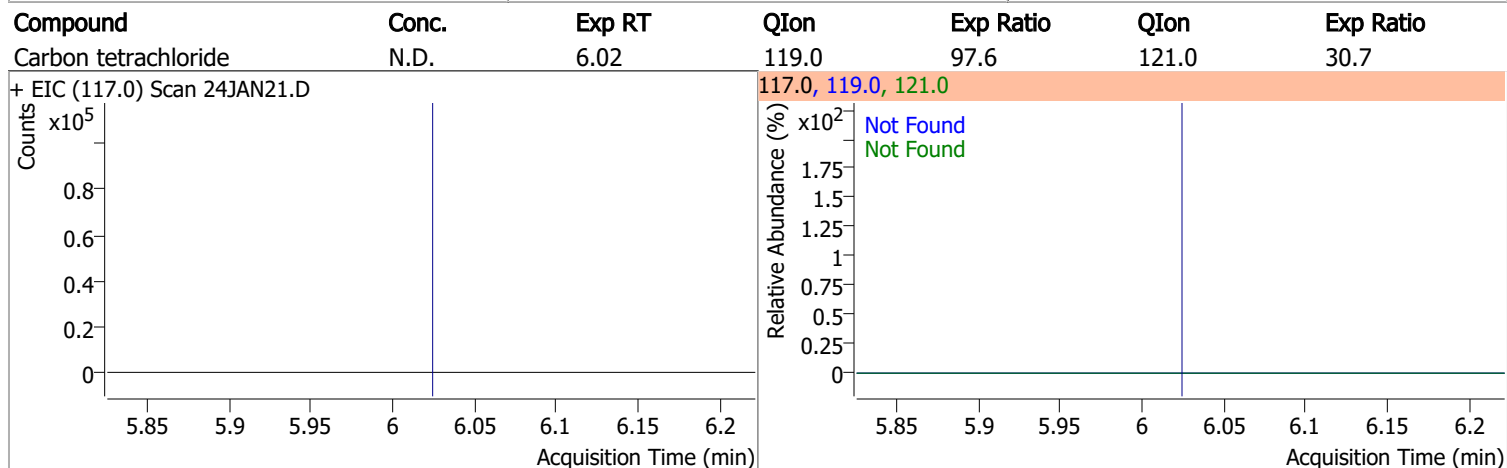 Compound Conc. Exp RT QIon Exp Ratio QIon Exp Ratio
Carbon tetrachloride N.D. 6.02 119.0 97.6 121.0 30.7
+ EIC (117.0) Scan 24JAN21.D
Counts
x10⁵
0.8
0.6
0.4
0.2
0
5.85 5.9 5.95 6 6.05 6.1 6.15 6.2
Acquisition Time (min)
117.0, 119.0, 121.0
Relative Abundance (%)
x10²
Not Found
Not Found
1.75
1.5
1.25
1
0.75
0.5
0.25
0
5.85 5.9 5.95 6 6.05 6.1 6.15 6.2
Acquisition Time (min)